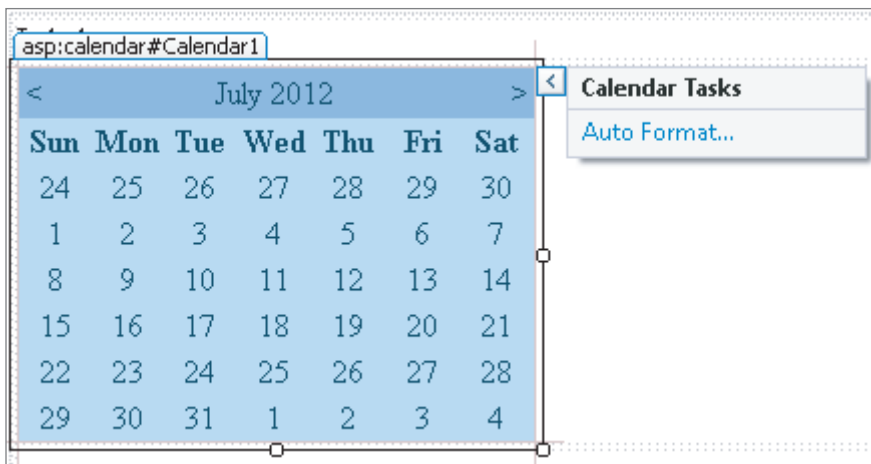 asp:calendar#Calendar1
< July 2012 >
Sun Mon Tue Wed Thu Fri Sat
24 25 26 27 28 29 30
1 2 3 4 5 6 7
8 9 10 11 12 13 14
15 16 17 18 19 20 21
22 23 24 25 26 27 28
29 30 31 1 2 3 4
<
Calendar Tasks
Auto Format...